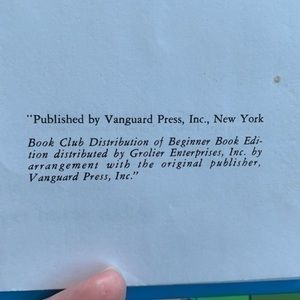 "Published by Vanguard Press, Inc., New York
Book Club Distribution of Beginner Book Edi-
tion distributed by Grolier Enterprises, Inc. by
arrangement with the original publisher,
Vanguard Press, Inc."